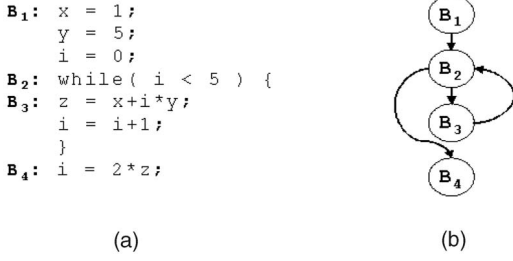 B₁: x = 1;
y = 5;
i = 0;
B₂: while( i < 5 ) {
B₃: z = x+i*y;
i = i+1;
}
B₄: i = 2*z;
(a)
B₁
B₂
B₃
B₄
(b)